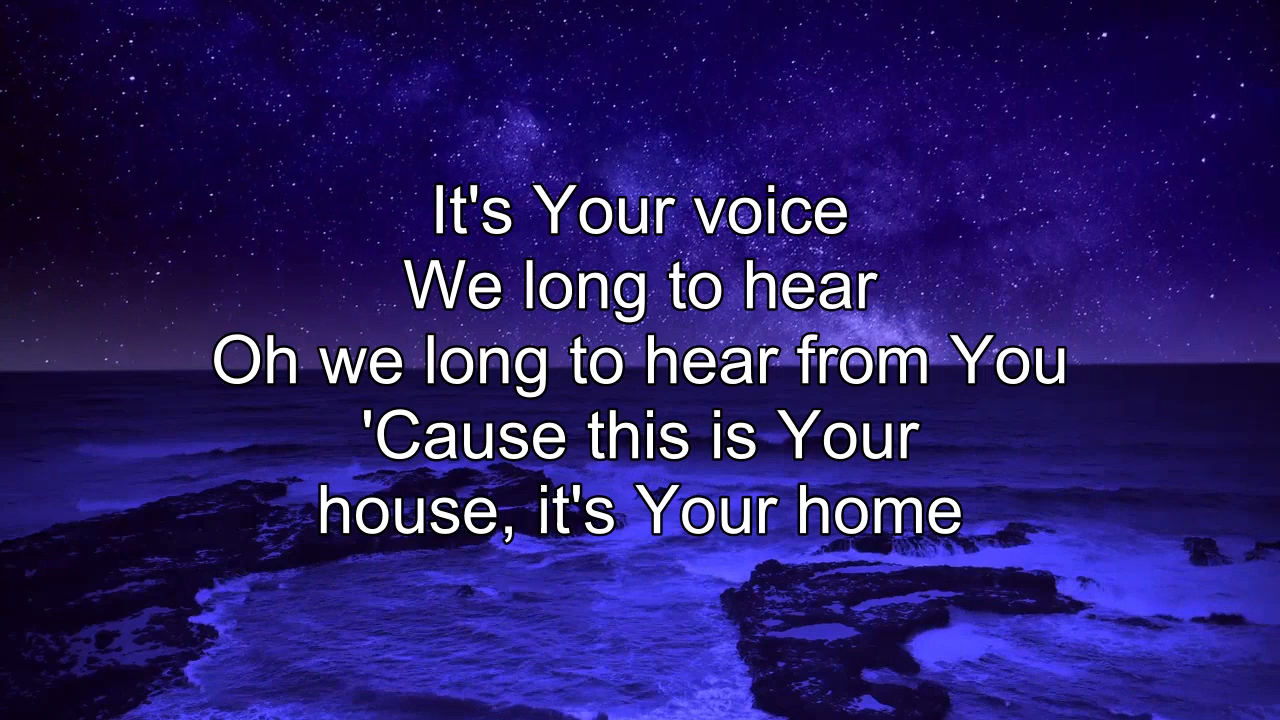 It's Your voice
We long to hear
Oh we long to hear from You
'Cause this is Your
house, it's Your home